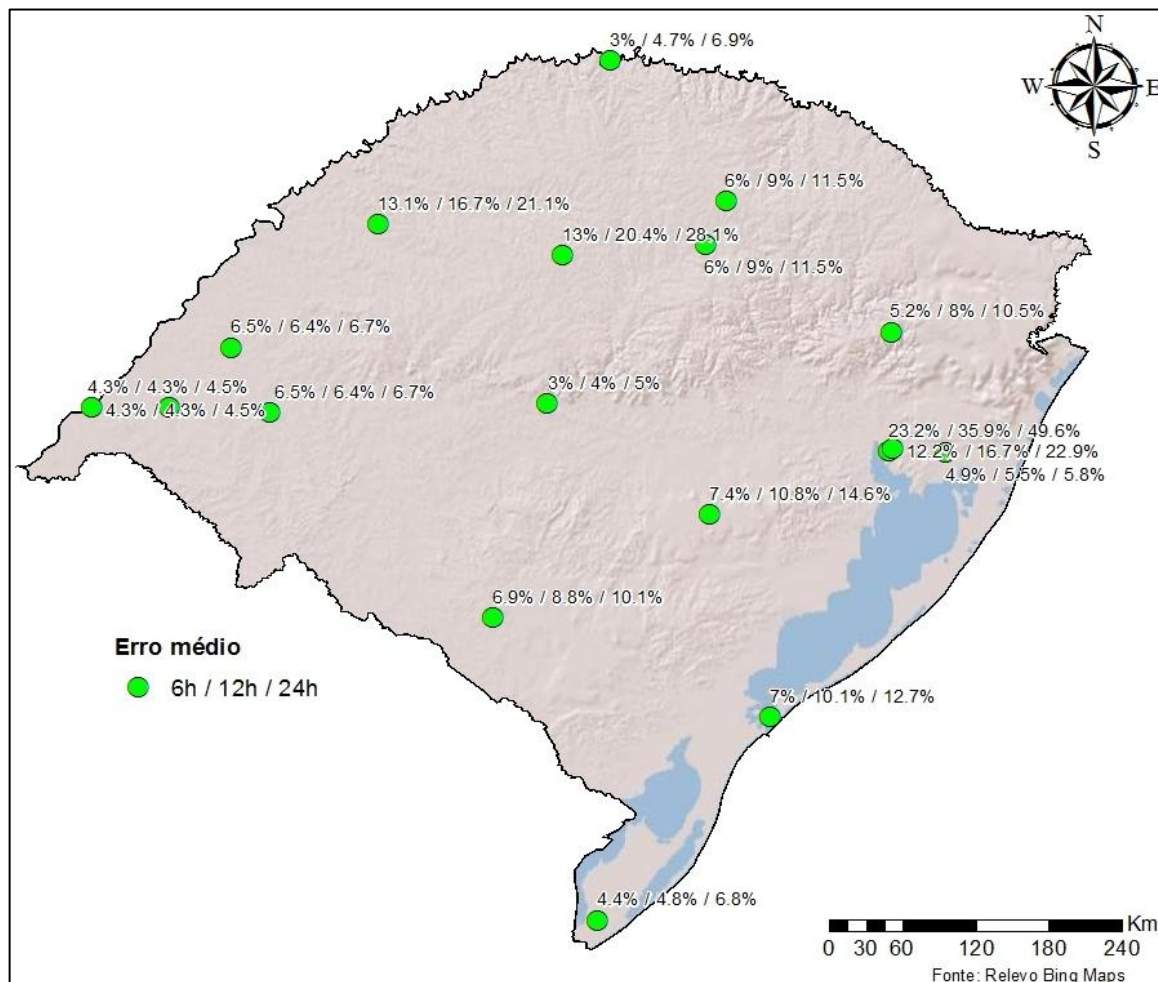 3% / 4.7% / 6.9%
N
W
E
S
6% / 9% / 11.5%
13.1% / 16.7% / 21.1%
13% / 20.4% / 28.1%
6% / 9% / 11.5%
5.2% / 8% / 10.5%
6.5% / 6.4% / 6.7%
4.3% / 4.3% / 4.5%
4.3% / 4.3% / 4.5%
6.5% / 6.4% / 6.7%
3% / 4% / 5%
23.2% / 35.9% / 49.6%
12.2% / 16.7% / 22.9%
4.9% / 5.5% / 5.8%
7.4% / 10.8% / 14.6%
6.9% / 8.8% / 10.1%
Erro médio
6h / 12h / 24h
7% / 10.1% / 12.7%
4.4% / 4.8% / 6.8%
Km
0 30 60 120 180 240
Fonte: Relevo Bing Maps